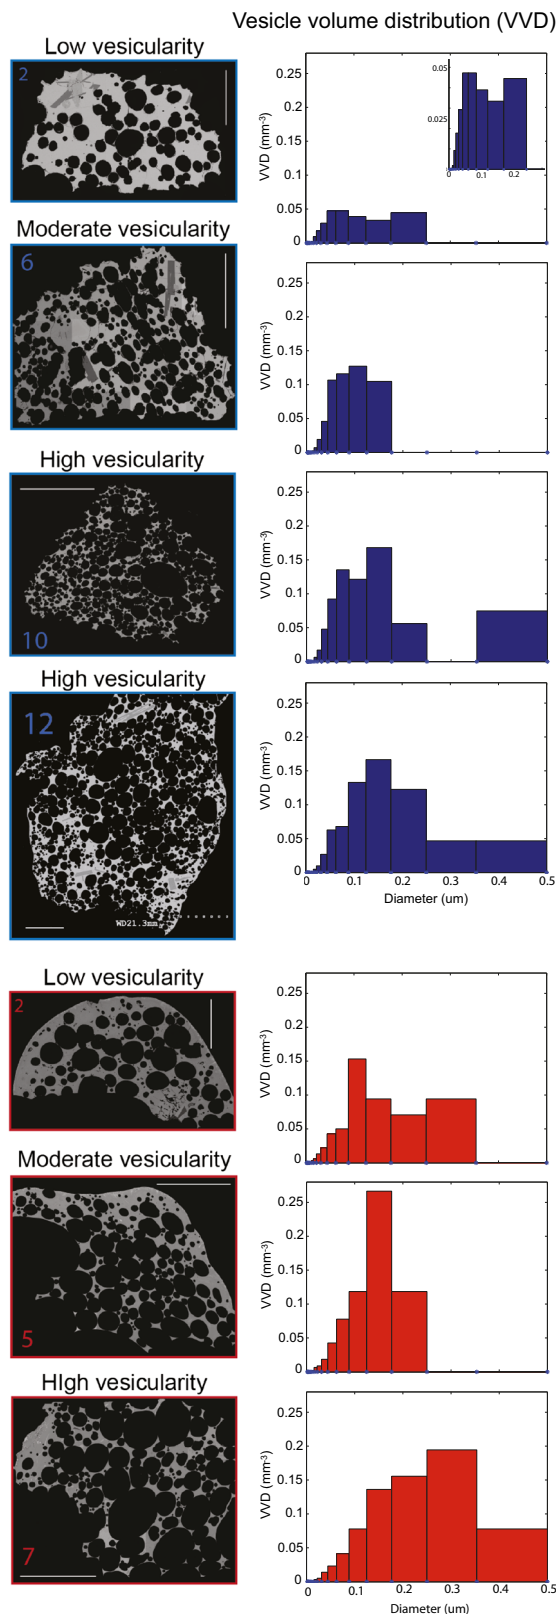 Vesicle volume distribution (VVD)
Low vesicularity
2
0.25
0.2
0.15
0.1
0.05
0
VVD (mm-3)
0.05
0.025
0
0.1
0.2
Moderate vesicularity
6
0.25
0.2
0.15
0.1
0.05
0
VVD (mm-3)
High vesicularity
10
0.25
0.2
0.15
0.1
0.05
0
VVD (mm-3)
High vesicularity
12
WD21.3mm
0.25
0.2
0.15
0.1
0.05
0
VVD (mm-3)
0 0.1 0.2 0.3 0.4 0.5
Diameter (um)
Low vesicularity
2
0.25
0.2
0.15
0.1
0.05
0
VVD (mm-3)
Moderate vesicularity
5
0.25
0.2
0.15
0.1
0.05
0
VVD (mm-3)
HIgh vesicularity
7
0.25
0.2
0.15
0.1
0.05
0
VVD (mm-3)
0 0.1 0.2 0.3 0.4 0.5
Diameter (um)